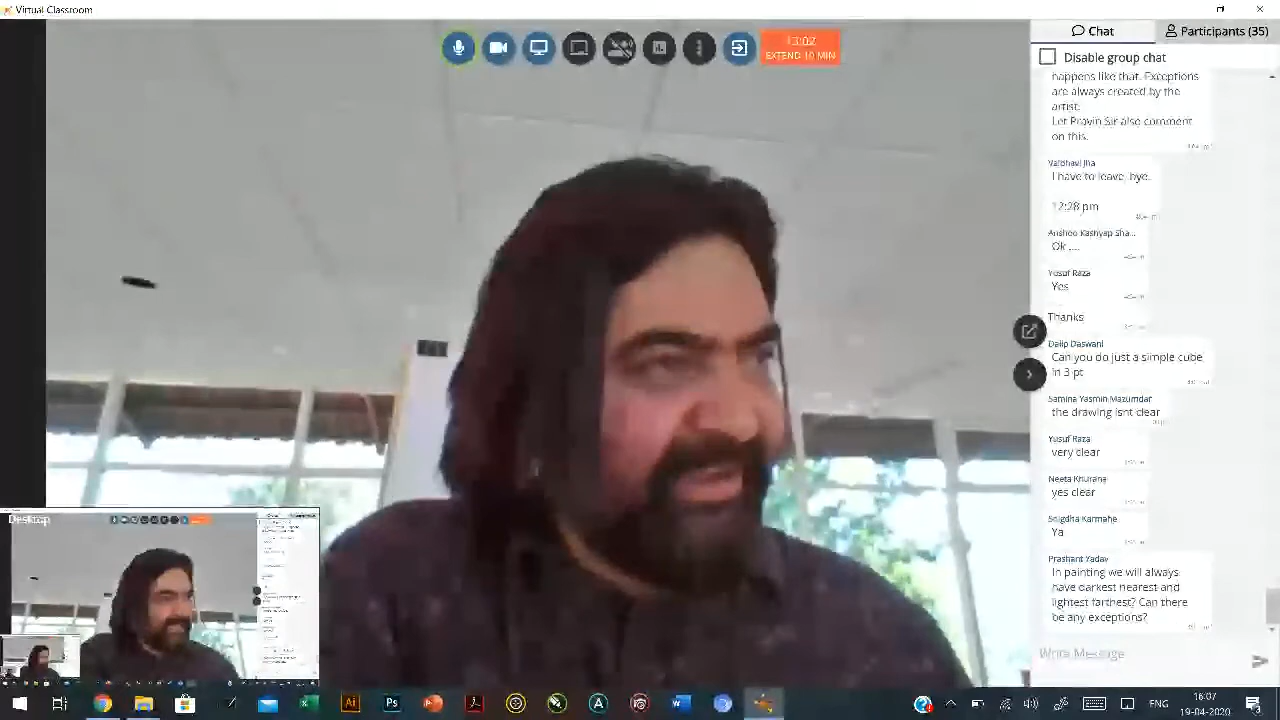 Virtual Classroom
13:02
EXTEND 10 MIN
Chat
Participants (35)
Disable group chat
happens like that. Exceptions
are always created by the
artist.
Let Pravin Sir also comment
on this.
Vaibhavi Jha
I have to leave, bye.
12:28 pm
Anshoo Kashyap Sha...
Ok ....
Yusuf Raza
Yes
Thanks
Dalip Daswani
Can you do just a simple cube
in 3 pt
Samina Yasmin Mazumdar
the drawing isnt clear
Yusuf Raza
very clear
Neeta Khurana
yes clear
Prashant Yadav
In painting we will always
have darkest nearest and
lightest farthest? Can there
be any exceptions
Write Message
Desktop
ENG
16:07
19-04-2020